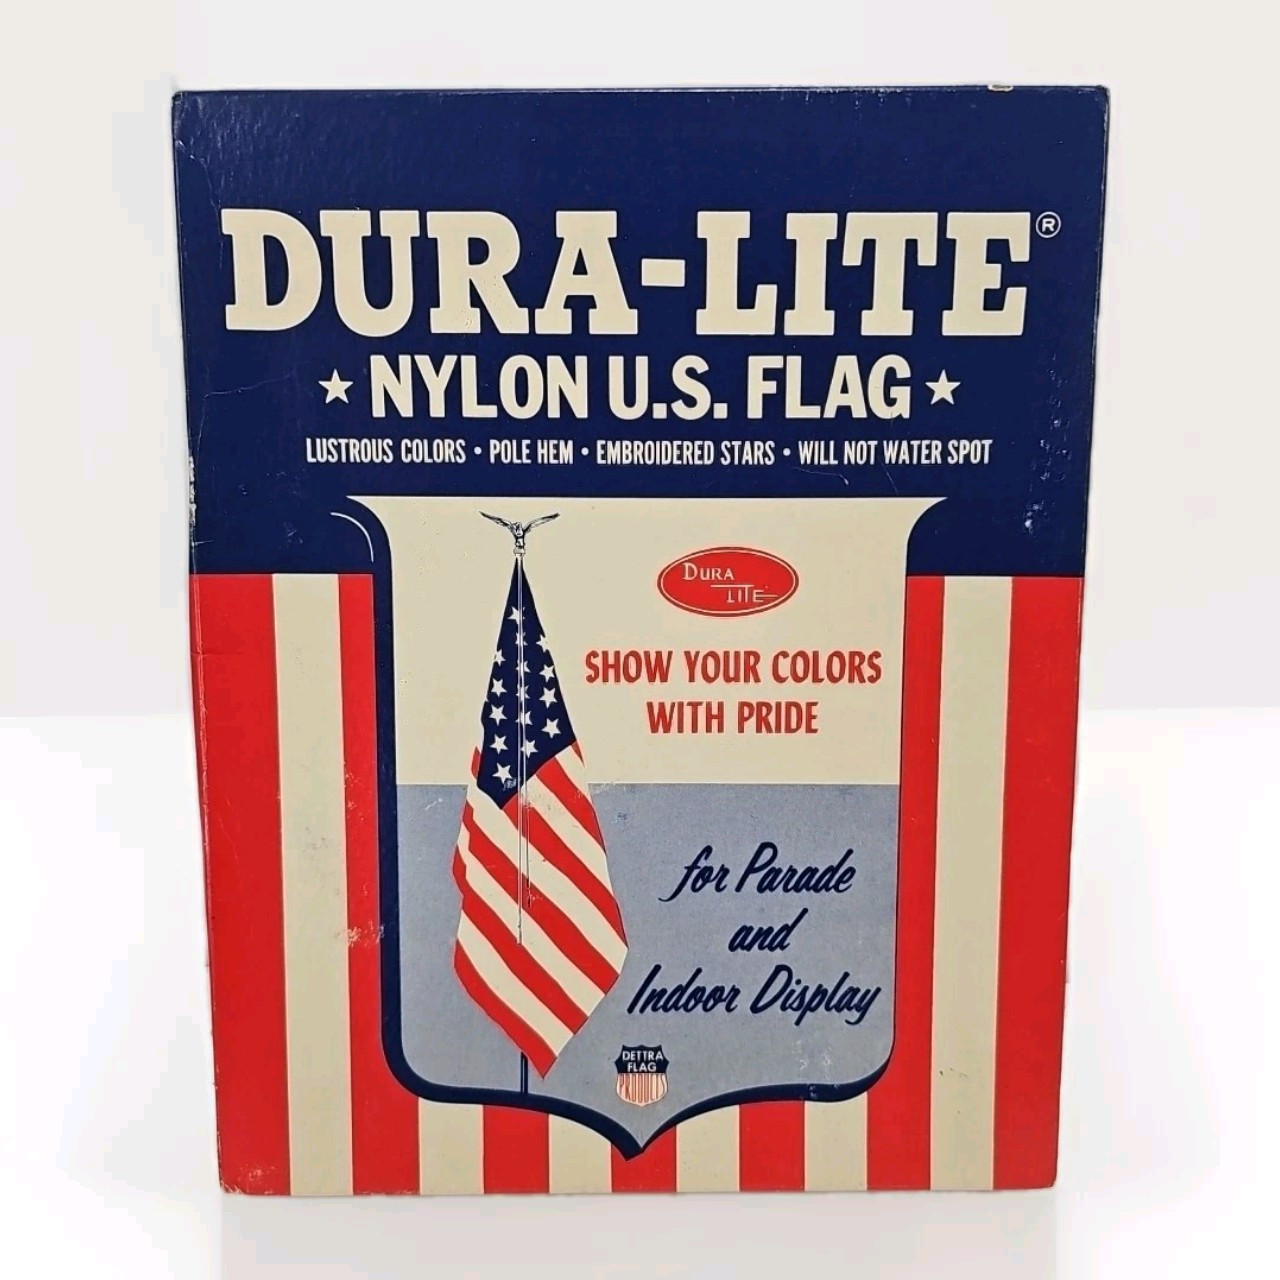 DURA-LITE®
★ NYLON U.S. FLAG ★
LUSTROUS COLORS • POLE HEM • EMBROIDERED STARS • WILL NOT WATER SPOT
DURA
LITE
SHOW YOUR COLORS
WITH PRIDE
for Parade
and
Indoor Display
DETTRA
FLAG
PRODUCTS